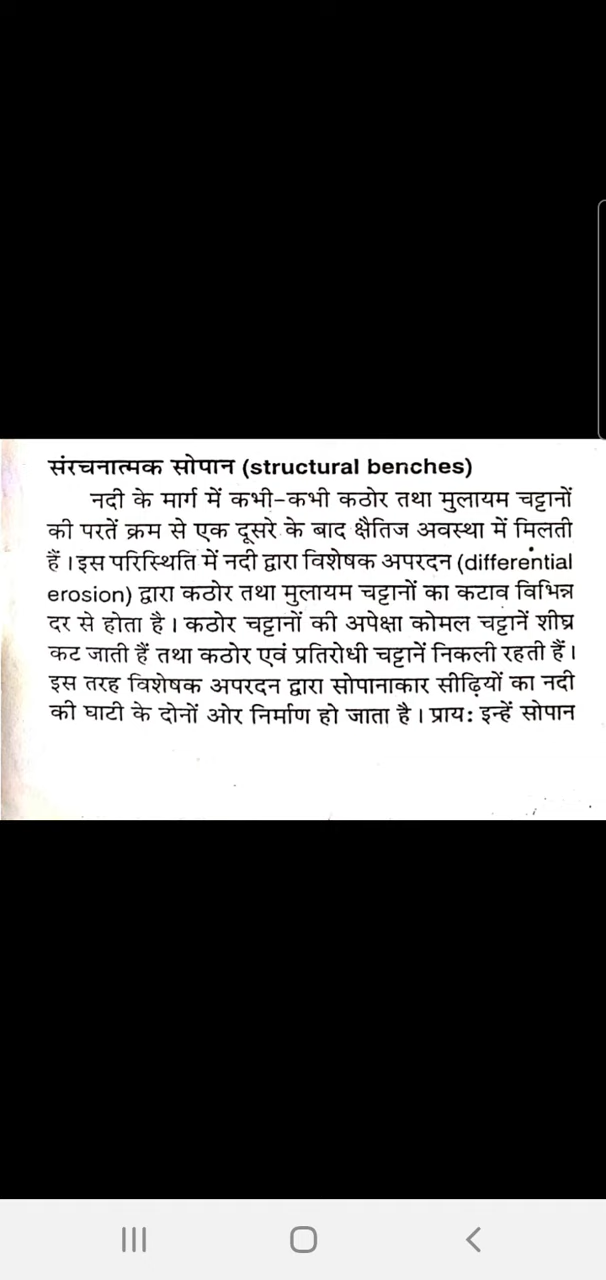 संरचनात्मक सोपान (structural benches)
नदी के मार्ग में कभी-कभी कठोर तथा मुलायम चट्टानों
की परतें क्रम से एक दूसरे के बाद क्षैतिज अवस्था में मिलती
हैं। इस परिस्थिति में नदी द्वारा विशेषक अपरदन (differential
erosion) द्वारा कठोर तथा मुलायम चट्टानों का कटाव विभिन्न
दर से होता है। कठोर चट्टानों की अपेक्षा कोमल चट्टानें शीघ्र
कट जाती हैं तथा कठोर एवं प्रतिरोधी चट्टानें निकली रहती हैं।
इस तरह विशेषक अपरदन द्वारा सोपानाकार सीढ़ियों का नदी
की घाटी के दोनों ओर निर्माण हो जाता है। प्राय: इन्हें सोपान